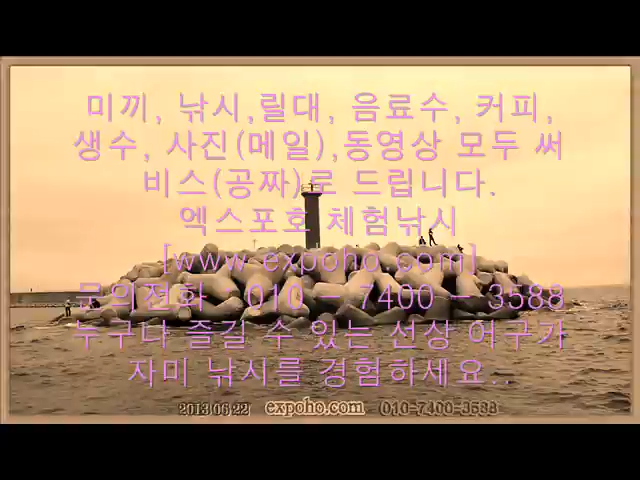 미끼, 낚시,릴대, 음료수, 커피,
생수, 사진(메일),동영상 모두 써
비스(공짜)로 드립니다.
엑스포호 체험낚시
[www.expoho.com]
문의전화 : 010 - 7400 - 3588
누구나 즐길 수 있는 선상 여구가
자미 낚시를 경험하세요..
2013 06 22 expoho.com 010-7400-3588